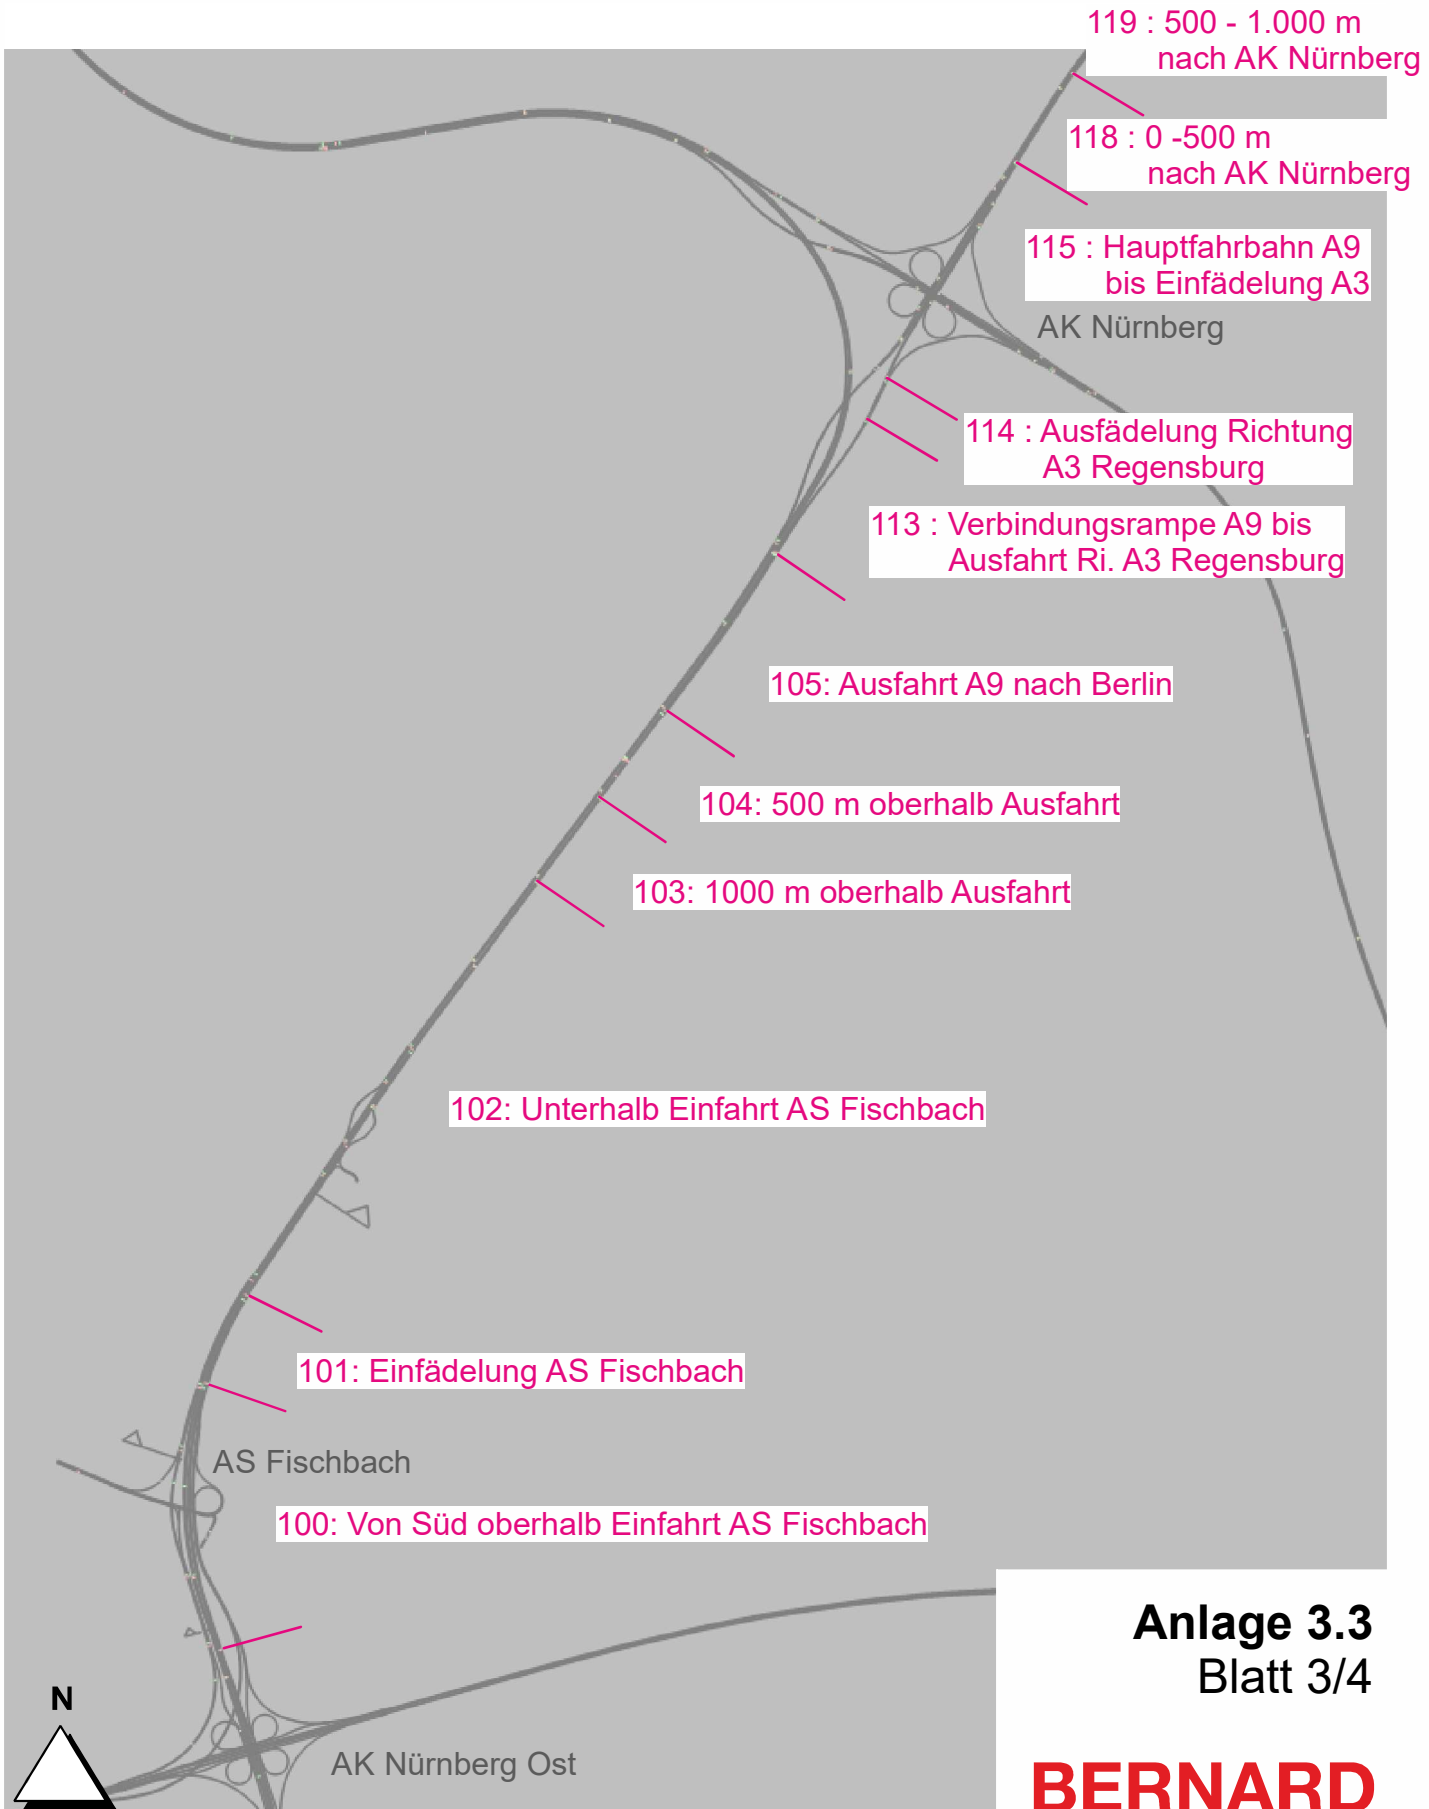 119 : 500 - 1.000 m
nach AK Nürnberg
118 : 0 -500 m
nach AK Nürnberg
115 : Hauptfahrbahn A9
bis Einfädelung A3
AK Nürnberg
114 : Ausfädelung Richtung
A3 Regensburg
113 : Verbindungsrampe A9 bis
Ausfahrt Ri. A3 Regensburg
105: Ausfahrt A9 nach Berlin
104: 500 m oberhalb Ausfahrt
103: 1000 m oberhalb Ausfahrt
102: Unterhalb Einfahrt AS Fischbach
101: Einfädelung AS Fischbach
AS Fischbach
100: Von Süd oberhalb Einfahrt AS Fischbach
Anlage 3.3
Blatt 3/4
N
AK Nürnberg Ost
BERNARD